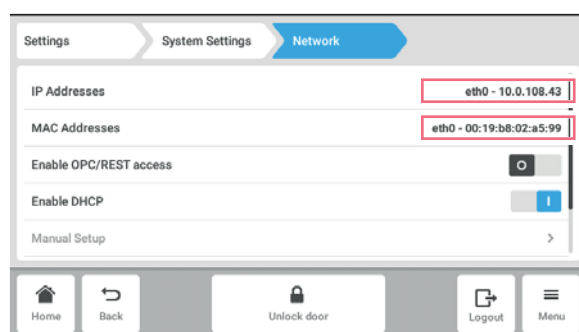 Settings System Settings Network
IP Addresses eth0 - 10.0.108.43
MAC Addresses eth0 - 00:19:b8:02:a5:99
Enable OPC/REST access O
Enable DHCP I
Manual Setup >
Home Back Unlock door Logout Menu